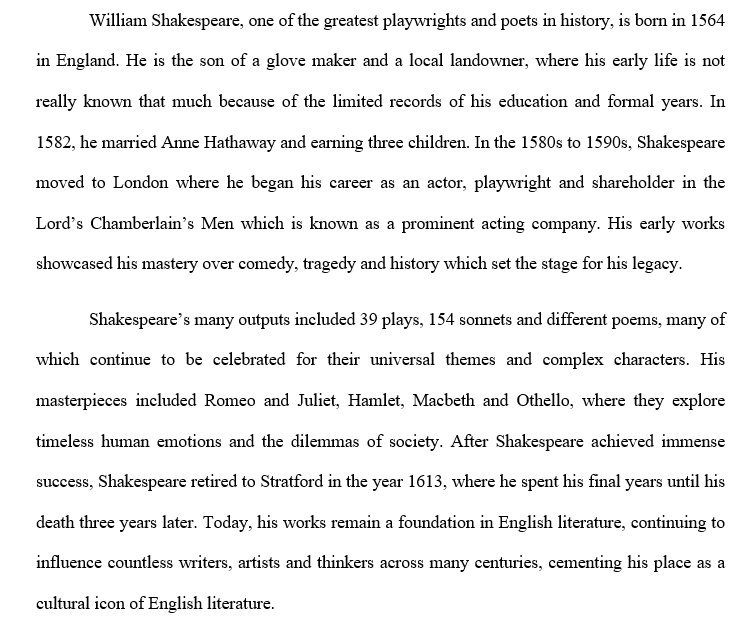 William Shakespeare, one of the greatest playwrights and poets in history, is born in 1564
in England. He is the son of a glove maker and a local landowner, where his early life is not
really known that much because of the limited records of his education and formal years. In
1582, he married Anne Hathaway and earning three children. In the 1580s to 1590s, Shakespeare
moved to London where he began his career as an actor, playwright and shareholder in the
Lord’s Chamberlain’s Men which is known as a prominent acting company. His early works
showcased his mastery over comedy, tragedy and history which set the stage for his legacy.
Shakespeare’s many outputs included 39 plays, 154 sonnets and different poems, many of
which continue to be celebrated for their universal themes and complex characters. His
masterpieces included Romeo and Juliet, Hamlet, Macbeth and Othello, where they explore
timeless human emotions and the dilemmas of society. After Shakespeare achieved immense
success, Shakespeare retired to Stratford in the year 1613, where he spent his final years until his
death three years later. Today, his works remain a foundation in English literature, continuing to
influence countless writers, artists and thinkers across many centuries, cementing his place as a
cultural icon of English literature.